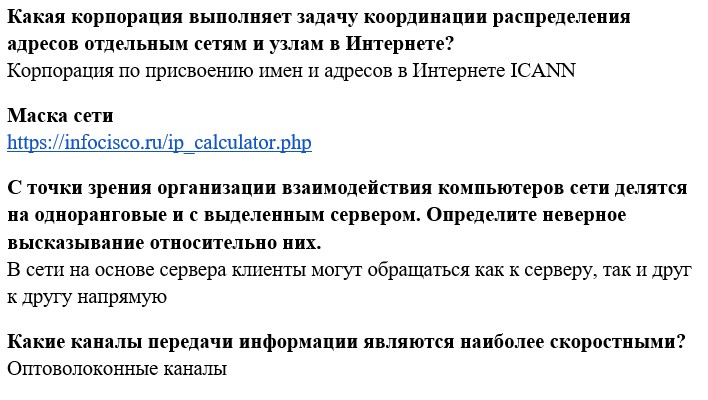 Какая корпорация выполняет задачу координации распределения
адресов отдельным сетям и узлам в Интернете?
Корпорация по присвоению имен и адресов в Интернете ICANN
Маска сети
https://infocisco.ru/ip_calculator.php
С точки зрения организации взаимодействия компьютеров сети делятся
на одноранговые и с выделенным сервером. Определите неверное
высказывание относительно них.
В сети на основе сервера клиенты могут обращаться как к серверу, так и друг
к другу напрямую
Какие каналы передачи информации являются наиболее скоростными?
Оптоволоконные каналы